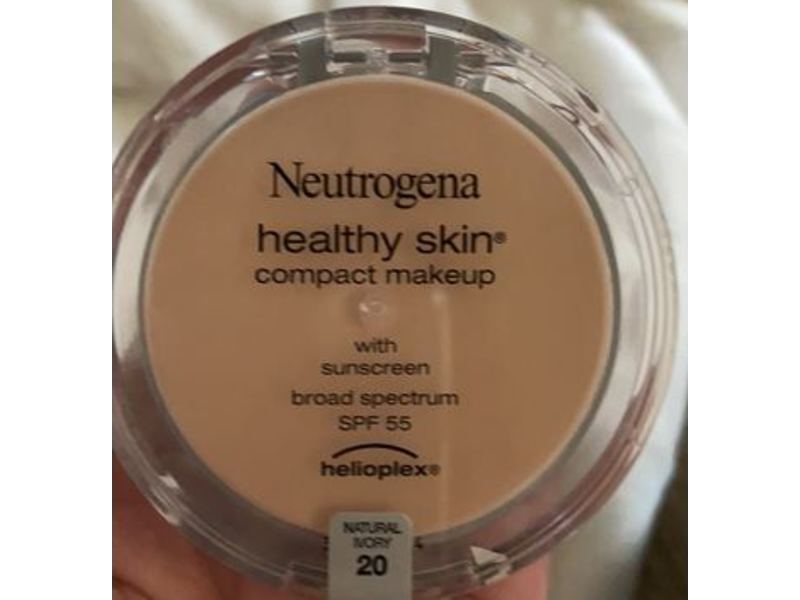 Neutrogena
healthy skin®
compact makeup
with
sunscreen
broad spectrum
SPF 55
helioplex®
NATURAL
IVORY
20